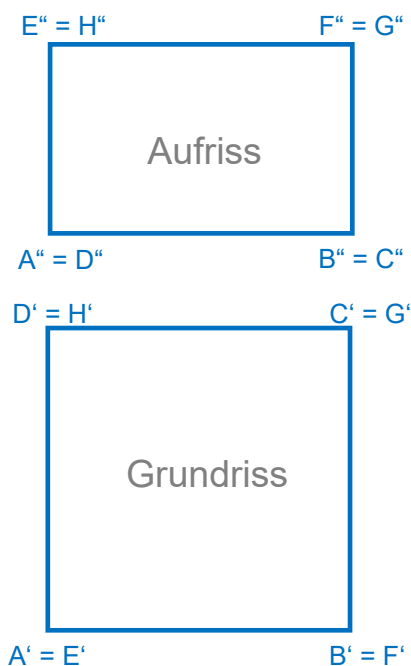 E“ = H“ F“ = G“
Aufriss
A“ = D“ B“ = C“
D‘ = H‘ C‘ = G‘
Grundriss
A‘ = E‘ B‘ = F‘